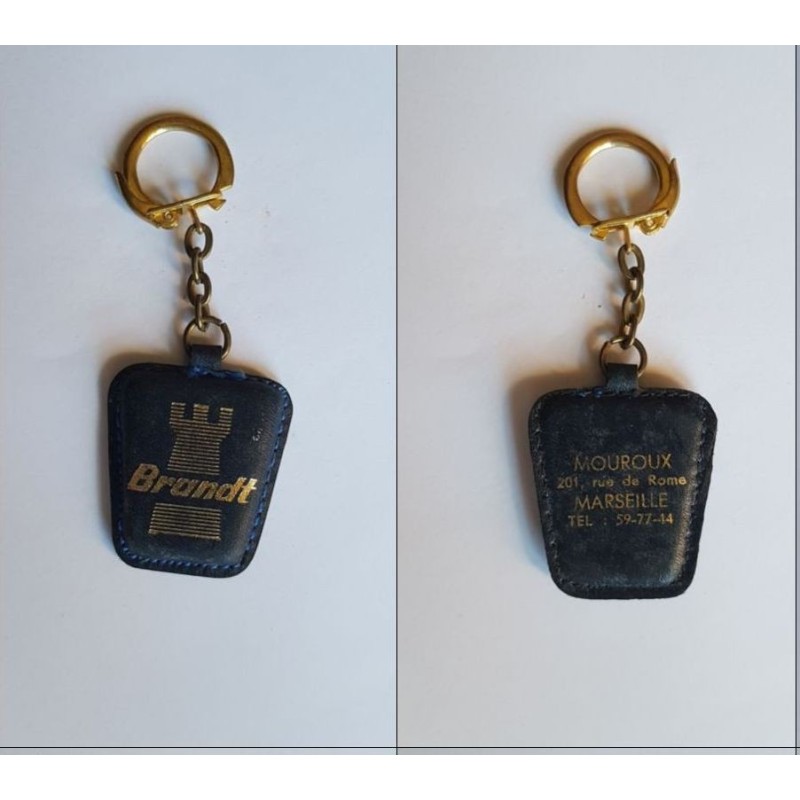 Brandt
MOUROUX
201, rue de Rome
MARSEILLE
TEL : 59-77-14